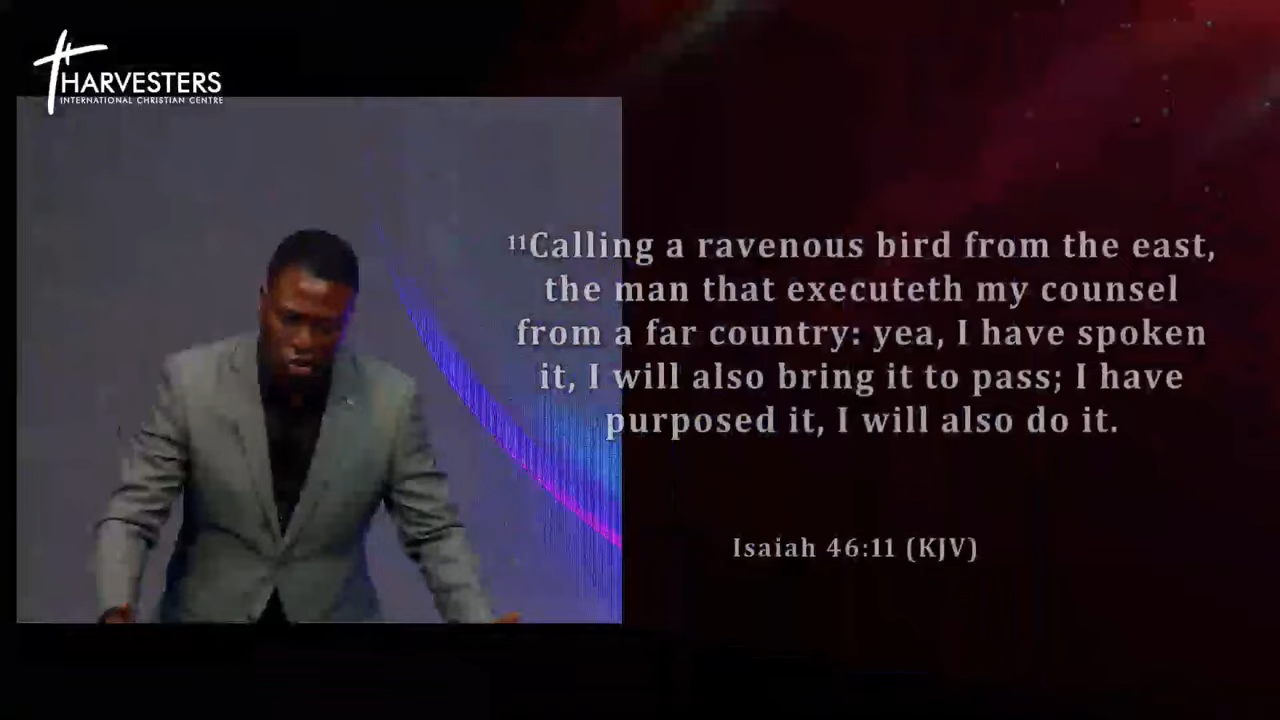 HARVESTERS
INTERNATIONAL CHRISTIAN CENTRE
¹¹Calling a ravenous bird from the east,
the man that executeth my counsel
from a far country: yea, I have spoken
it, I will also bring it to pass; I have
purposed it, I will also do it.
Isaiah 46:11 (KJV)